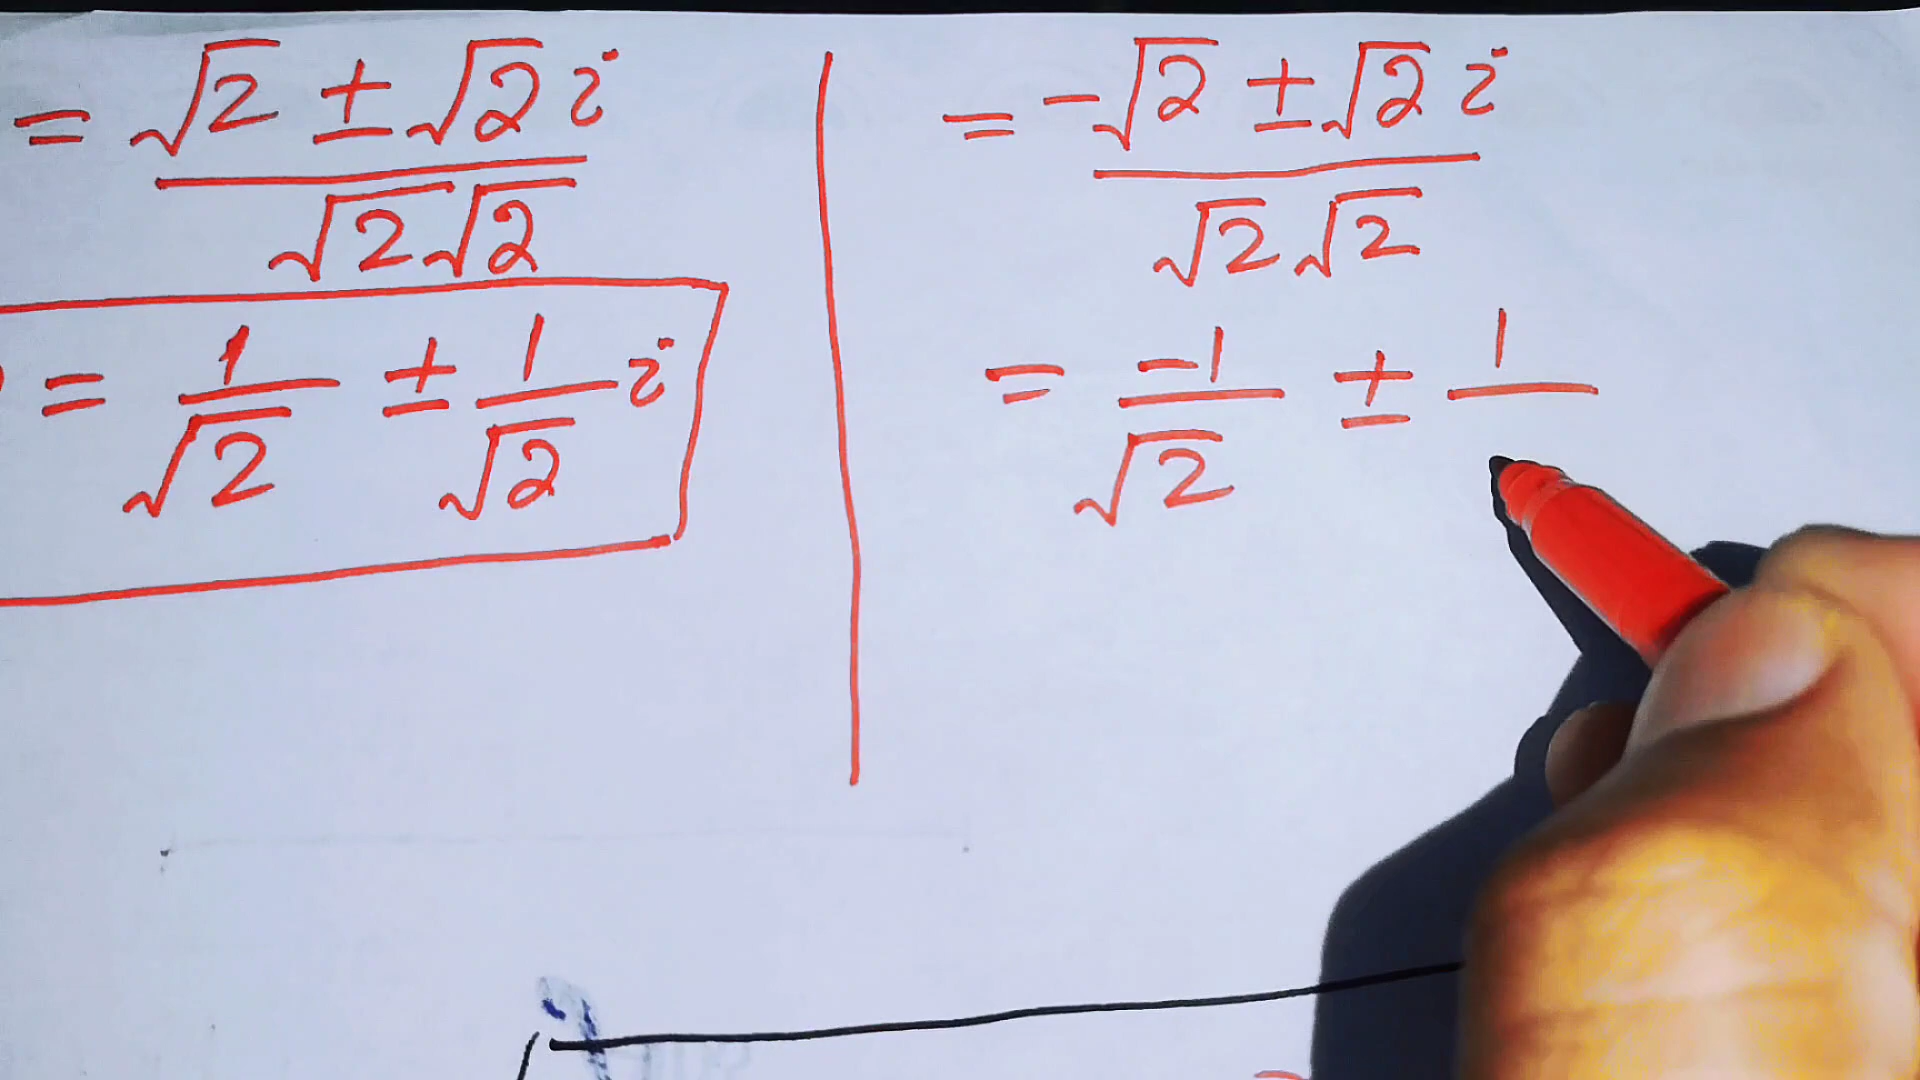 = √2 ± √2 i
√2 √2
= 1/√2 ± 1/√2 i
= -√2 ± √2 i
√2 √2
= -1/√2 ± 1/